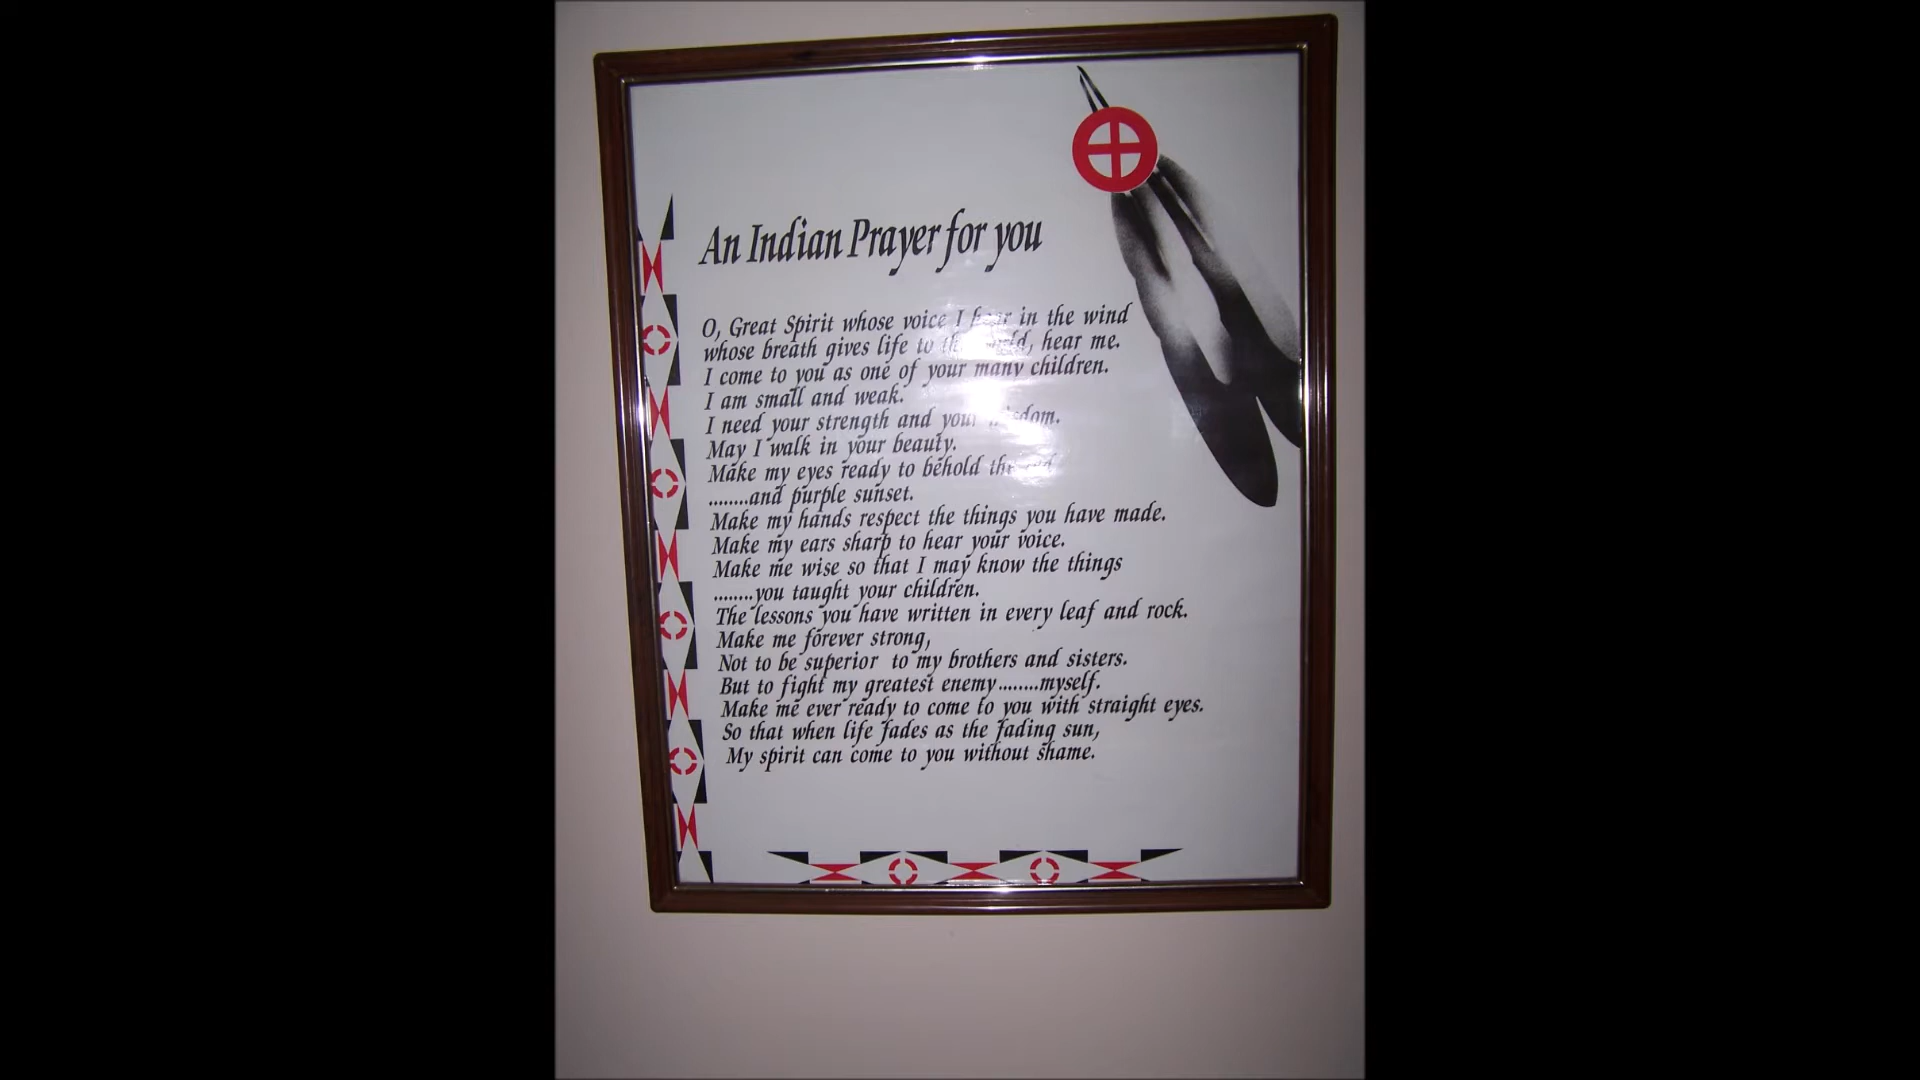 An Indian Prayer for you
O, Great Spirit whose voice I hear in the wind
whose breath gives life to the world, hear me.
I come to you as one of your many children.
I am small and weak.
I need your strength and your wisdom.
May I walk in your beauty.
Make my eyes ready to behold the red
........and purple sunset.
Make my hands respect the things you have made.
Make my ears sharp to hear your voice.
Make me wise so that I may know the things
........you taught your children.
The lessons you have written in every leaf and rock.
Make me forever strong,
Not to be superior to my brothers and sisters.
But to fight my greatest enemy........myself.
Make me ever ready to come to you with straight eyes.
So that when life fades as the fading sun,
My spirit can come to you without shame.